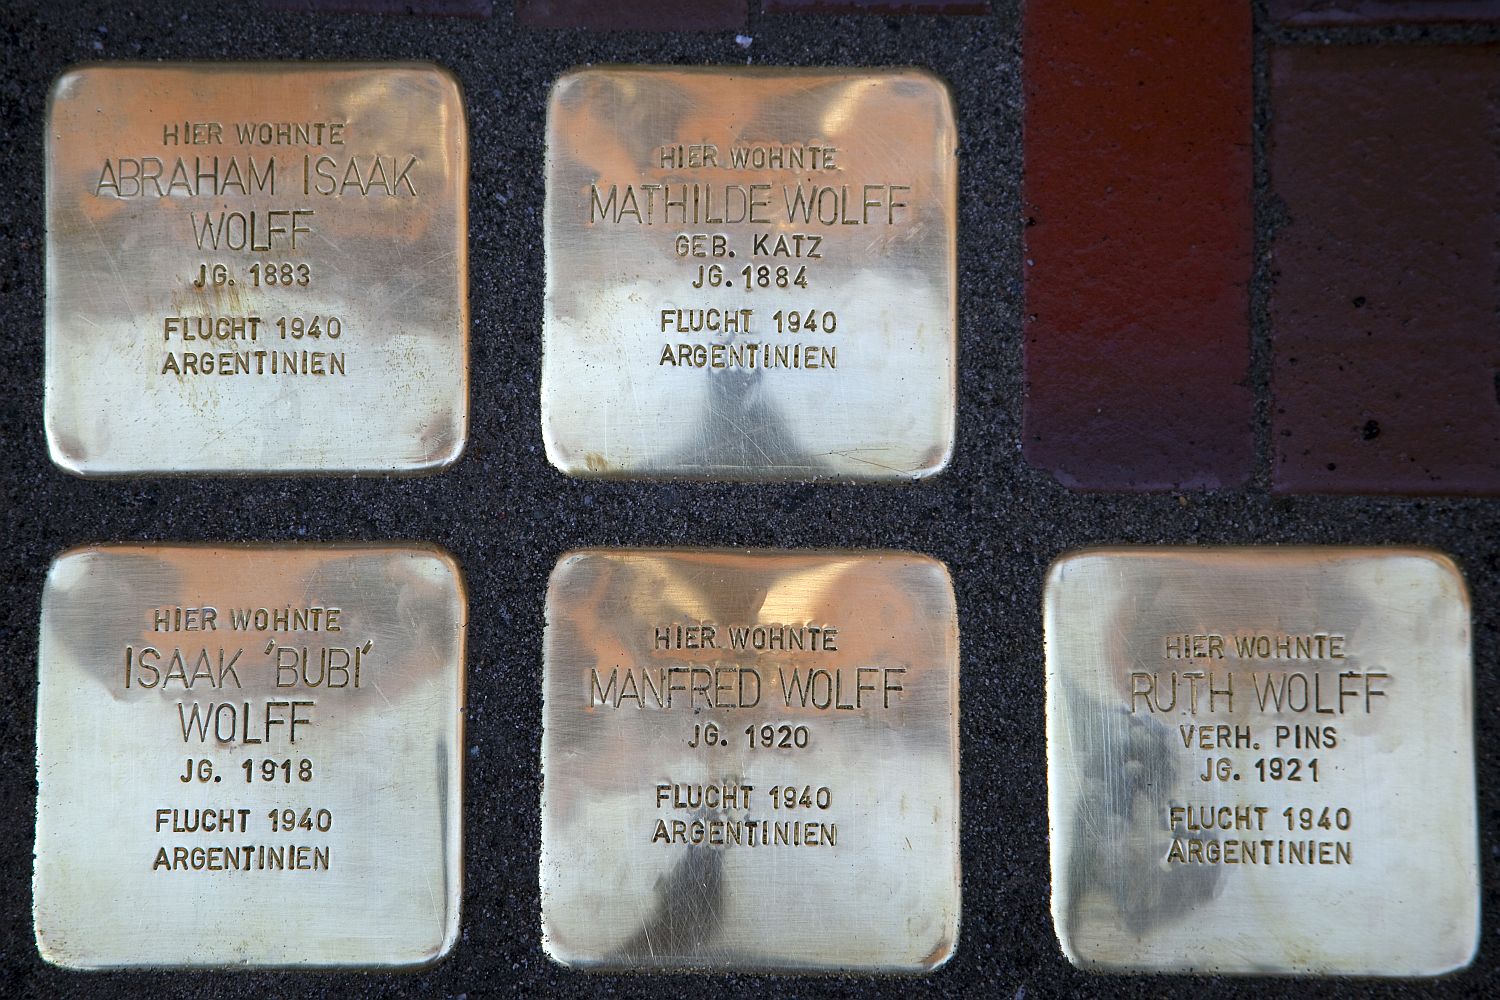 HIER WOHNTE
ABRAHAM ISAAK
WOLFF
JG. 1883
FLUCHT 1940
ARGENTINIEN
HIER WOHNTE
MATHILDE WOLFF
GEB. KATZ
JG. 1884
FLUCHT 1940
ARGENTINIEN
HIER WOHNTE
ISAAK 'BUBI'
WOLFF
JG. 1918
FLUCHT 1940
ARGENTINIEN
HIER WOHNTE
MANFRED WOLFF
JG. 1920
FLUCHT 1940
ARGENTINIEN
HIER WOHNTE
RUTH WOLFF
VERH. PINS
JG. 1921
FLUCHT 1940
ARGENTINIEN